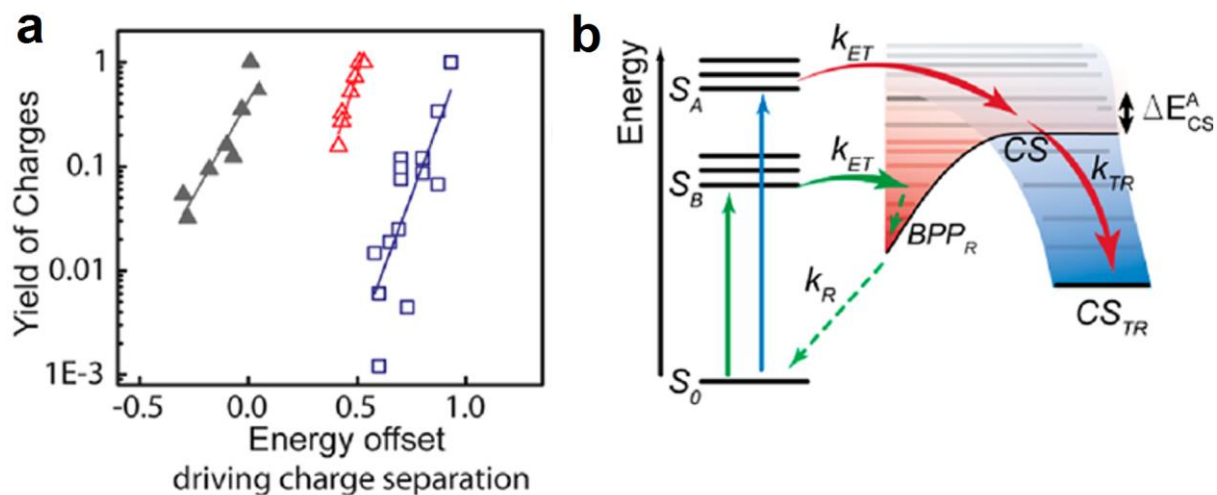 a
Yield of Charges
1
0.1
0.01
1E-3
-0.5 0.0 0.5 1.0
Energy offset
driving charge separation
b
Energy
S_A
S_B
S_0
k_ET
k_ET
CS
k_TR
ΔE^A_CS
BPP_R
k_R
CS_TR